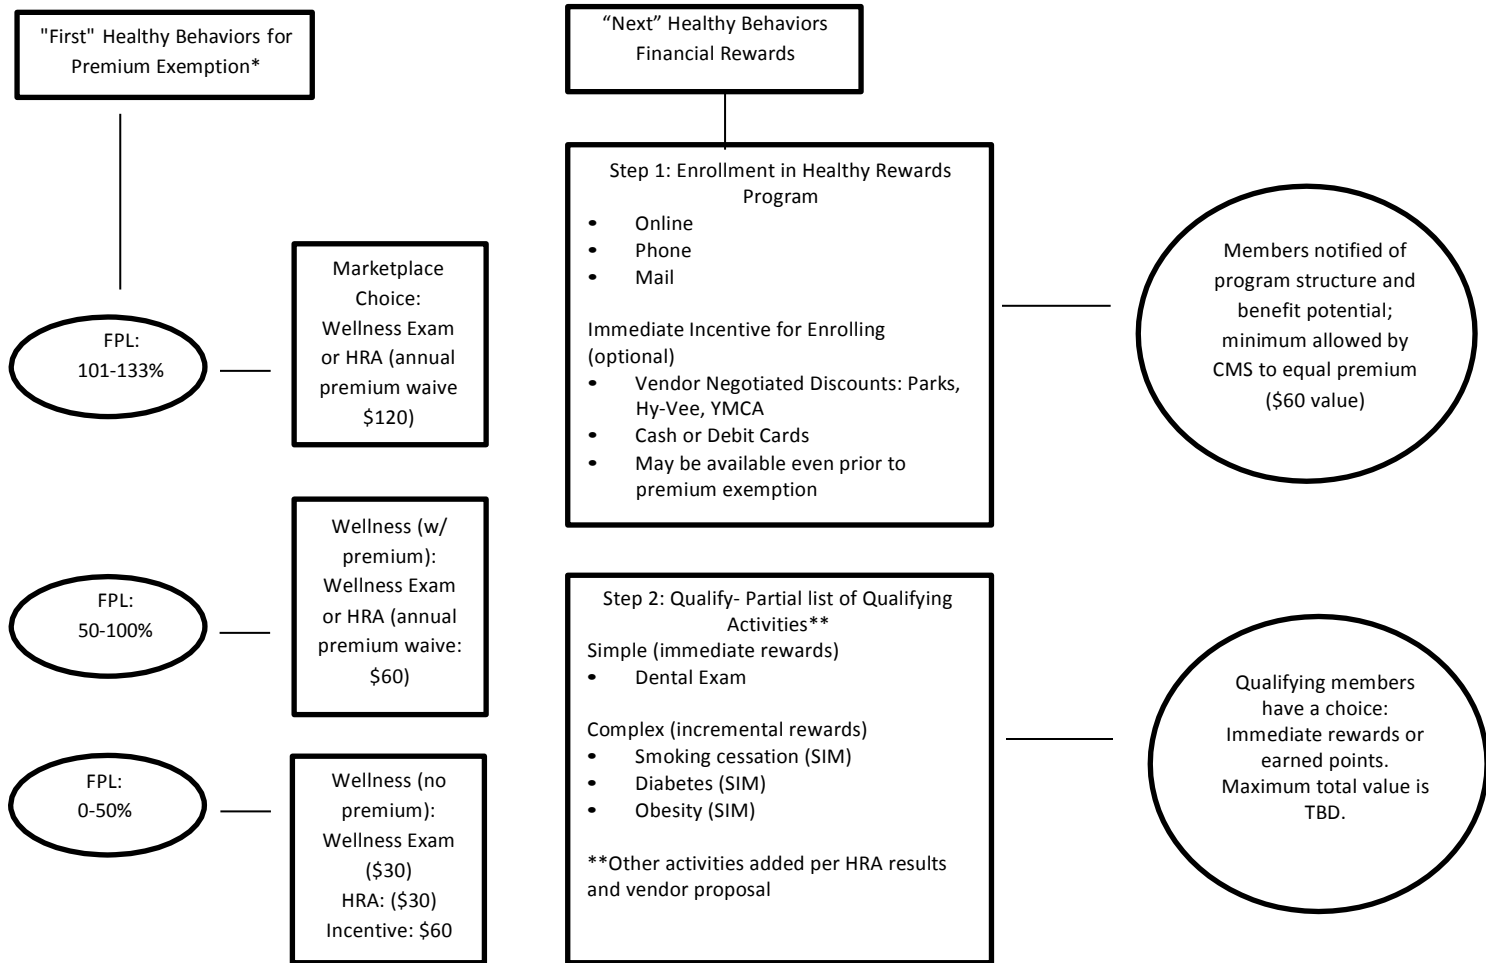 "First" Healthy Behaviors for
Premium Exemption*
FPL:
101-133%
Marketplace
Choice:
Wellness Exam
or HRA (annual
premium waive
$120)
FPL:
50-100%
Wellness (w/
premium):
Wellness Exam
or HRA (annual
premium waive:
$60)
FPL:
0-50%
Wellness (no
premium):
Wellness Exam
($30)
HRA: ($30)
Incentive: $60
“Next” Healthy Behaviors
Financial Rewards
Step 1: Enrollment in Healthy Rewards
Program
• Online
• Phone
• Mail
Immediate Incentive for Enrolling
(optional)
• Vendor Negotiated Discounts: Parks,
Hy-Vee, YMCA
• Cash or Debit Cards
• May be available even prior to
premium exemption
Members notified of
program structure and
benefit potential;
minimum allowed by
CMS to equal premium
($60 value)
Step 2: Qualify- Partial list of Qualifying
Activities**
Simple (immediate rewards)
• Dental Exam
Complex (incremental rewards)
• Smoking cessation (SIM)
• Diabetes (SIM)
• Obesity (SIM)
**Other activities added per HRA results
and vendor proposal
Qualifying members
have a choice:
Immediate rewards or
earned points.
Maximum total value is
TBD.